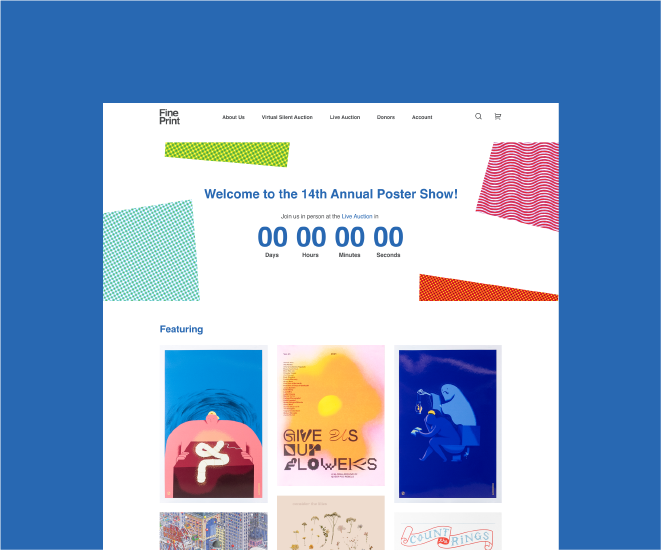 Fine
Print
About Us
Virtual Silent Auction
Live Auction
Donors
Account
Welcome to the 14th Annual Poster Show!
Join us in person at the Live Auction in
00 00 00 00
Days Hours Minutes Seconds
Featuring
GIVE US
OUR
FLOWERS
COUNT THE RINGS